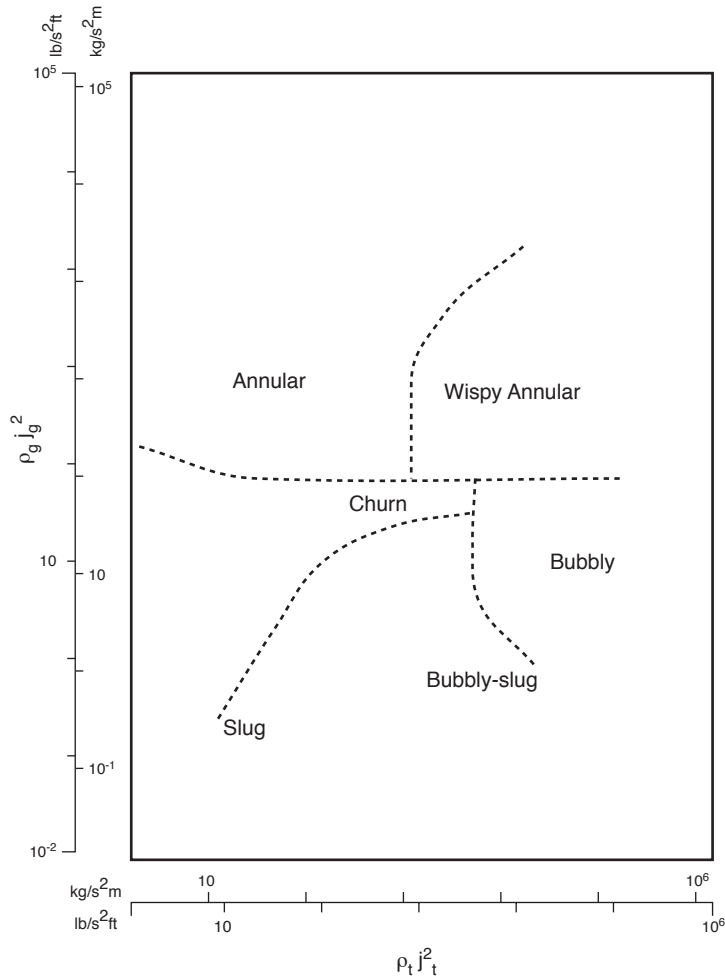 lb/s²ft
kg/s²m
10⁵
10⁵
ρg jg²
Annular
Wispy Annular
Churn
10
10
Bubbly
Bubbly-slug
Slug
10⁻¹
10⁻²
kg/s²m
10
10⁶
lb/s²ft
10
10⁶
ρt j²t